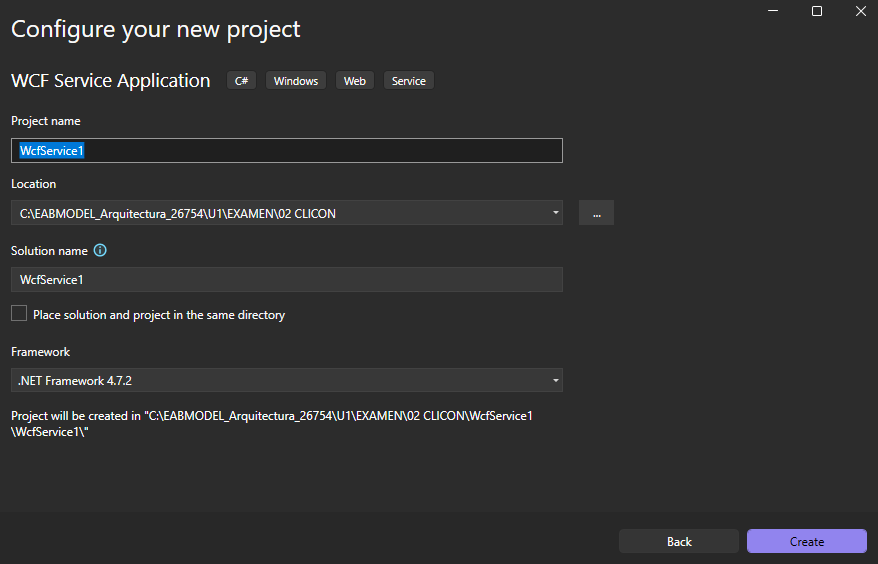 Configure your new project
WCF Service Application C# Windows Web Service
Project name
WcfService1
Location
C:\EABMODEL_Arquitectura_26754\U1\EXAMEN\02 CLICON
...
Solution name
WcfService1
Place solution and project in the same directory
Framework
.NET Framework 4.7.2
Project will be created in "C:\EABMODEL_Arquitectura_26754\U1\EXAMEN\02 CLICON\WcfService1
\WcfService1\"
Back Create